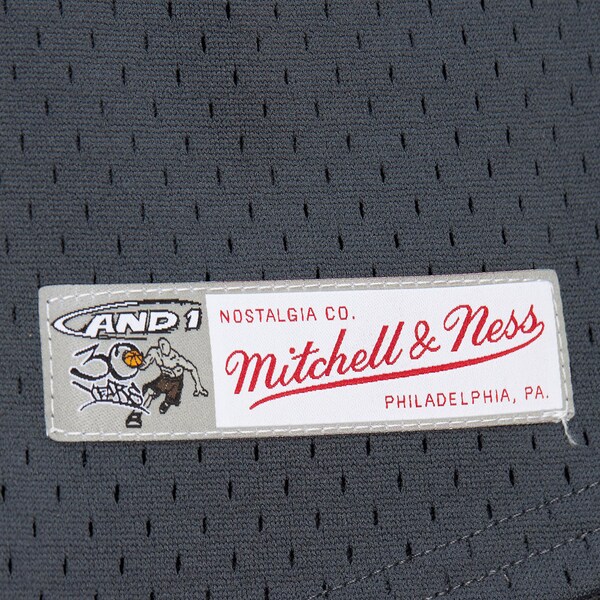 AND 1
30
YEARS
NOSTALGIA CO.
Mitchell & Ness
PHILADELPHIA, PA.